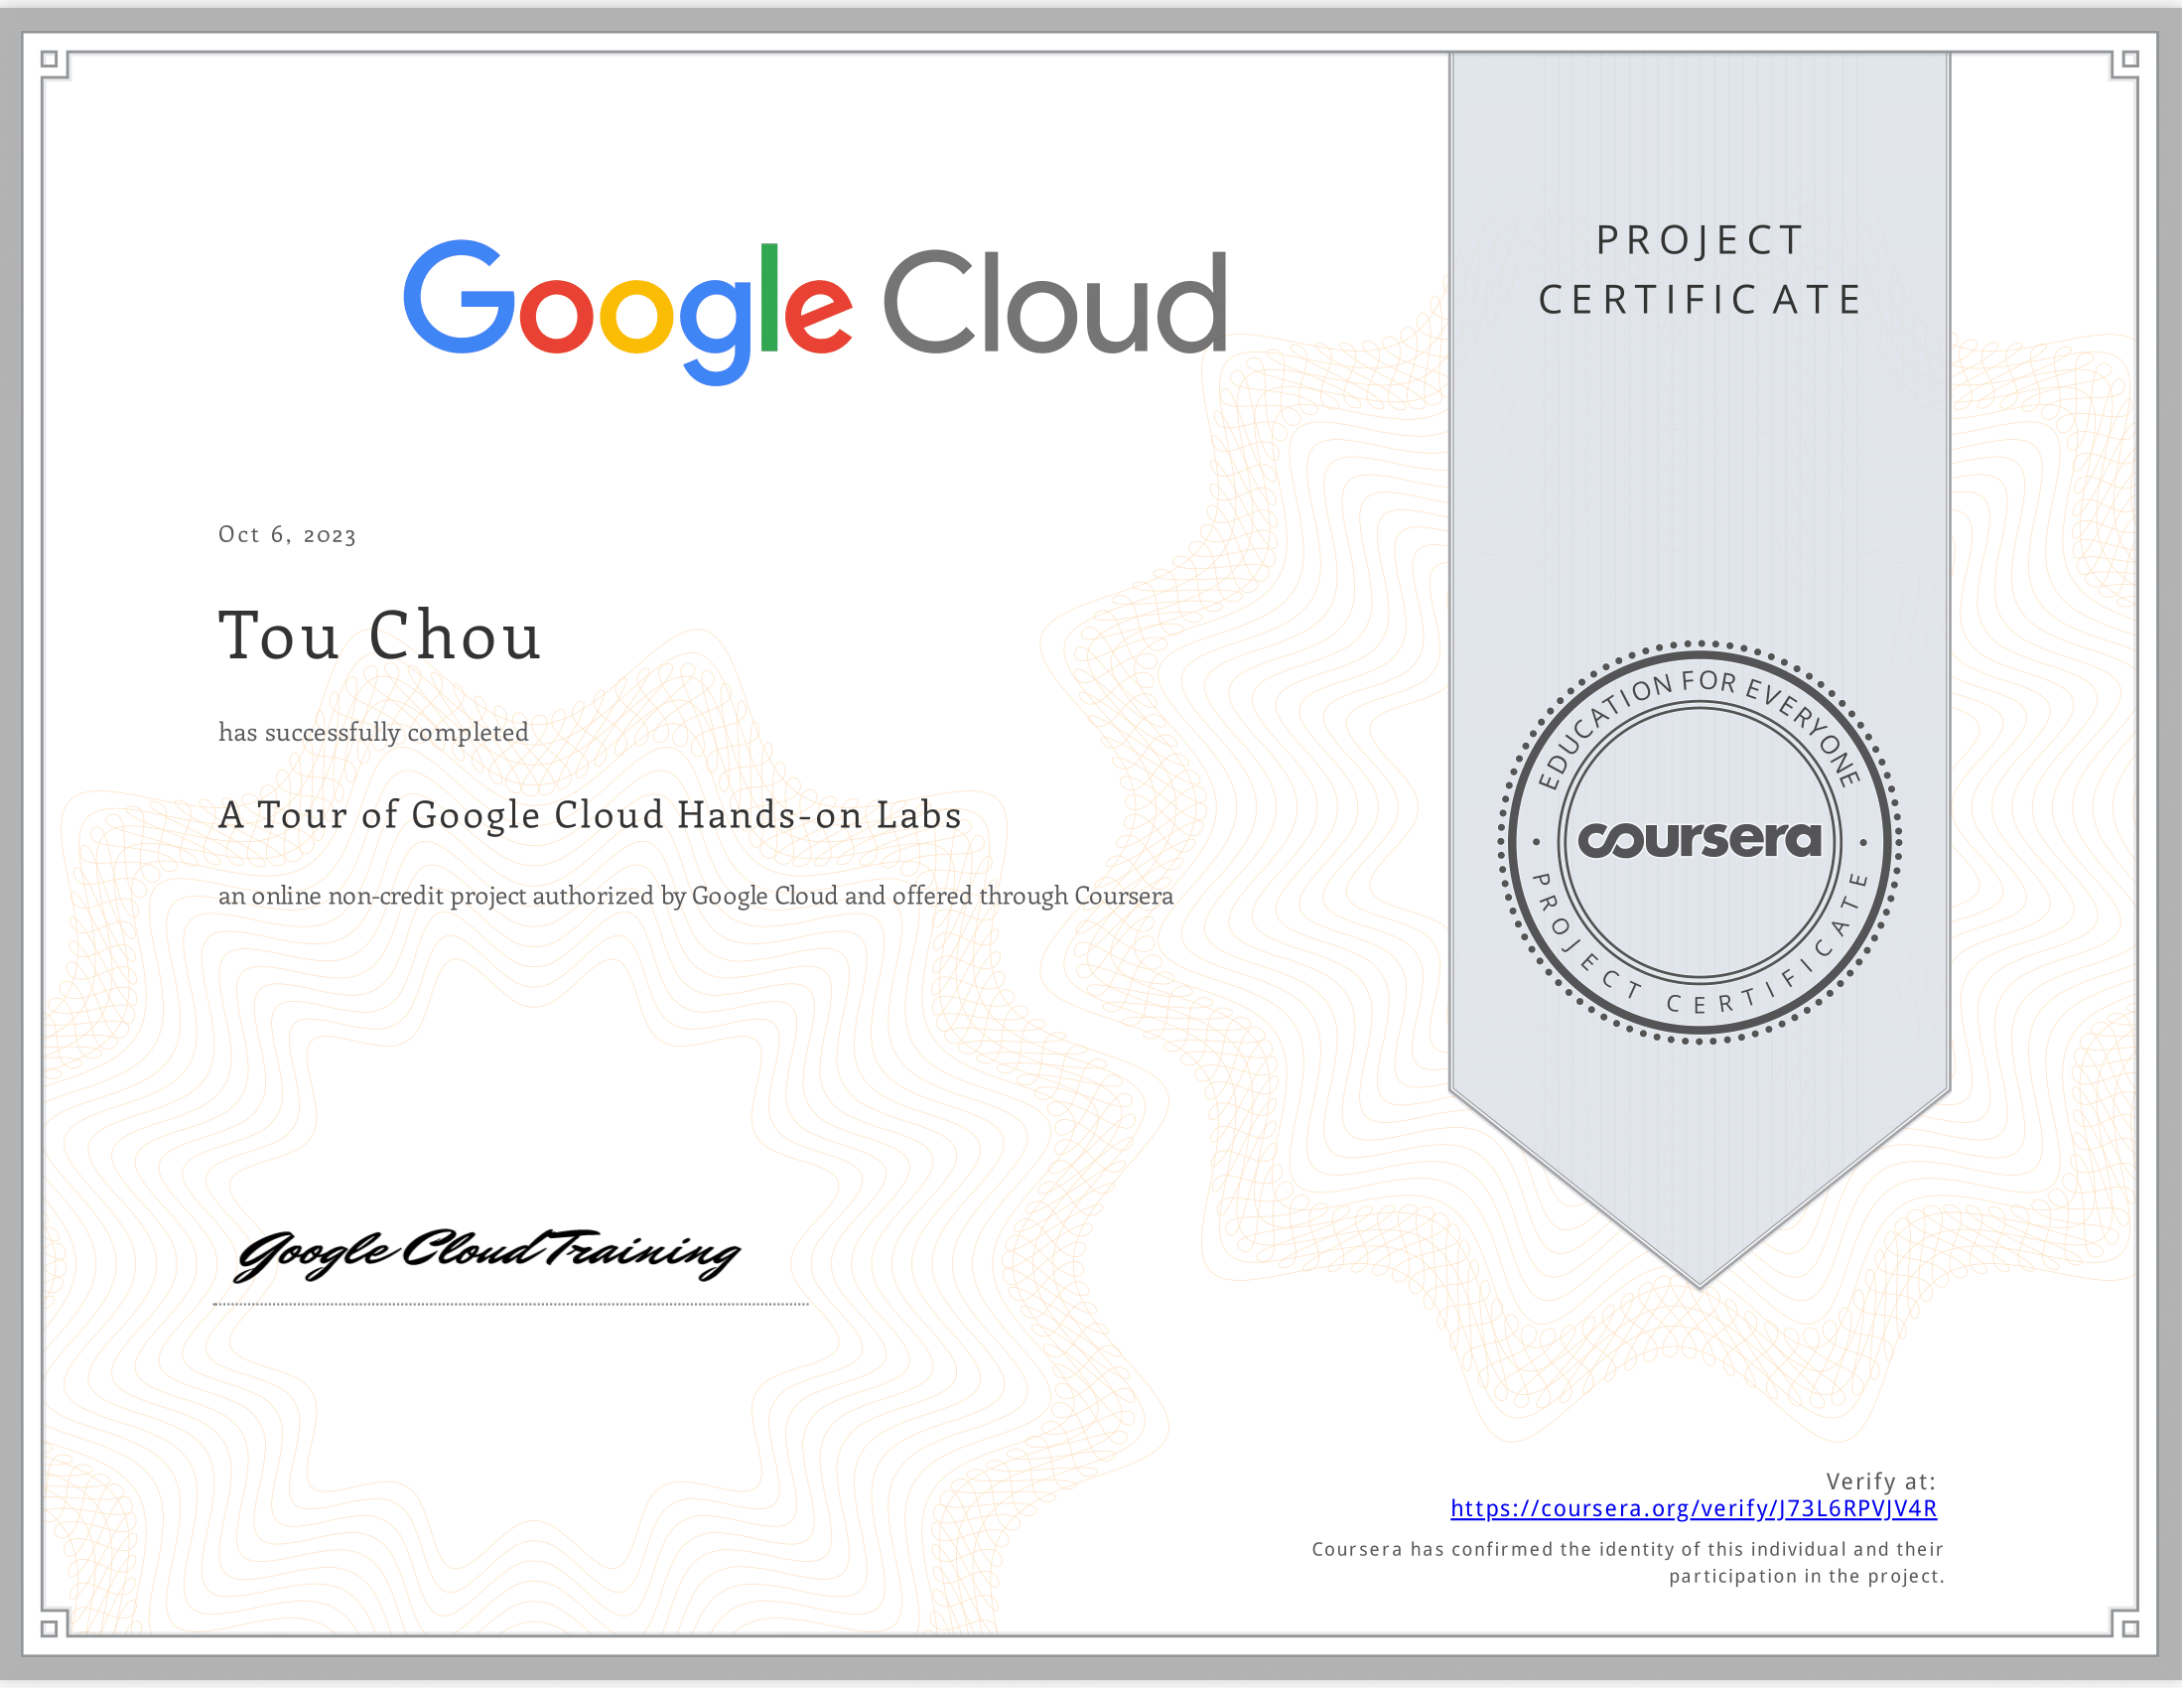 Google Cloud
PROJECT
CERTIFICATE
Oct 6, 2023
Tou Chou
has successfully completed
A Tour of Google Cloud Hands-on Labs
an online non-credit project authorized by Google Cloud and offered through Coursera
EDUCATION FOR EVERYONE
coursera
PROJECT CERTIFICATE
Google Cloud Training
Verify at:
https://coursera.org/verify/J73L6RPVJV4R
Coursera has confirmed the identity of this individual and their
participation in the project.